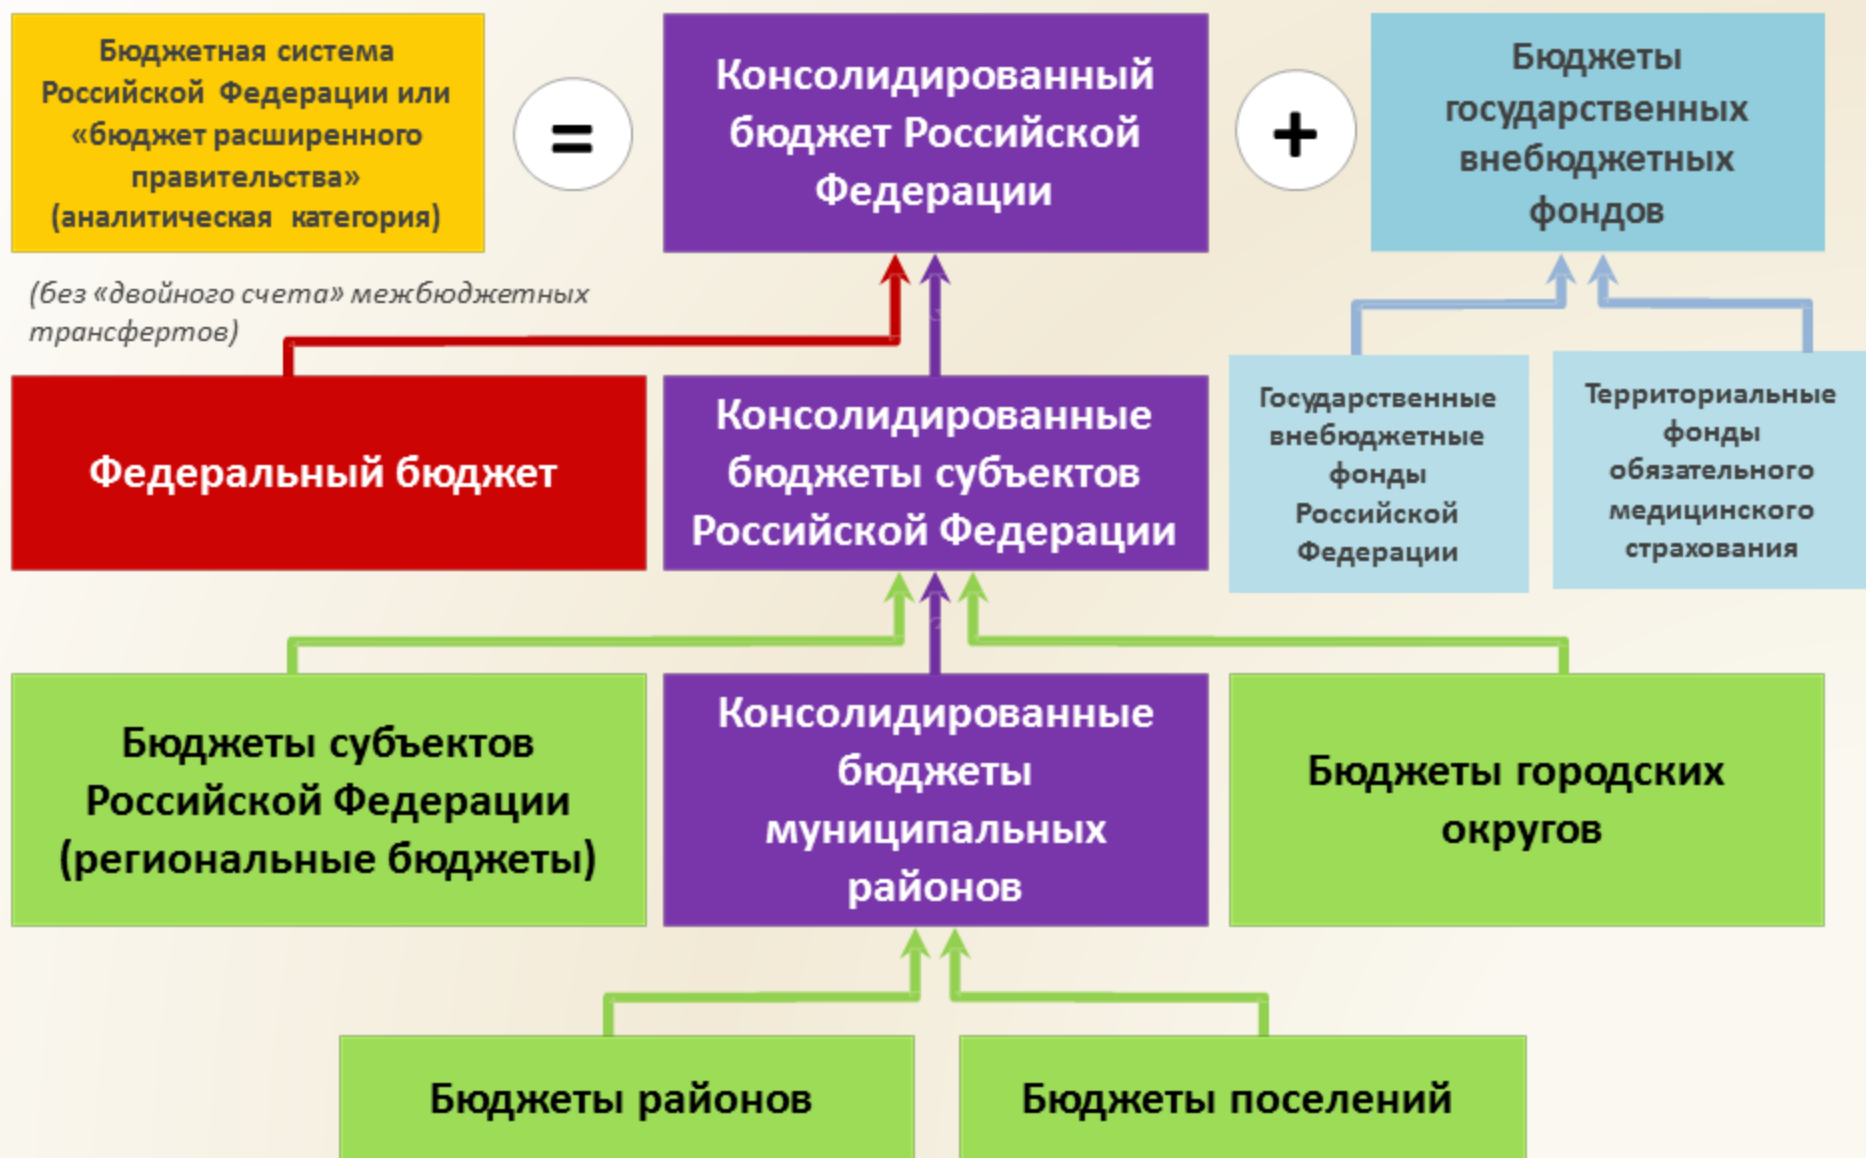 Бюджетная система
Российской Федерации или
«бюджет расширенного
правительства»
(аналитическая категория)
=
Консолидированный
бюджет Российской
Федерации
+
Бюджеты
государственных
внебюджетных
фондов
(без «двойного счета» межбюджетных
трансфертов)
Федеральный бюджет
Консолидированные
бюджеты субъектов
Российской Федерации
Государственные
внебюджетные
фонды
Российской
Федерации
Территориальные
фонды
обязательного
медицинского
страхования
Бюджеты субъектов
Российской Федерации
(региональные бюджеты)
Консолидированные
бюджеты
муниципальных
районов
Бюджеты городских
округов
Бюджеты районов
Бюджеты поселений